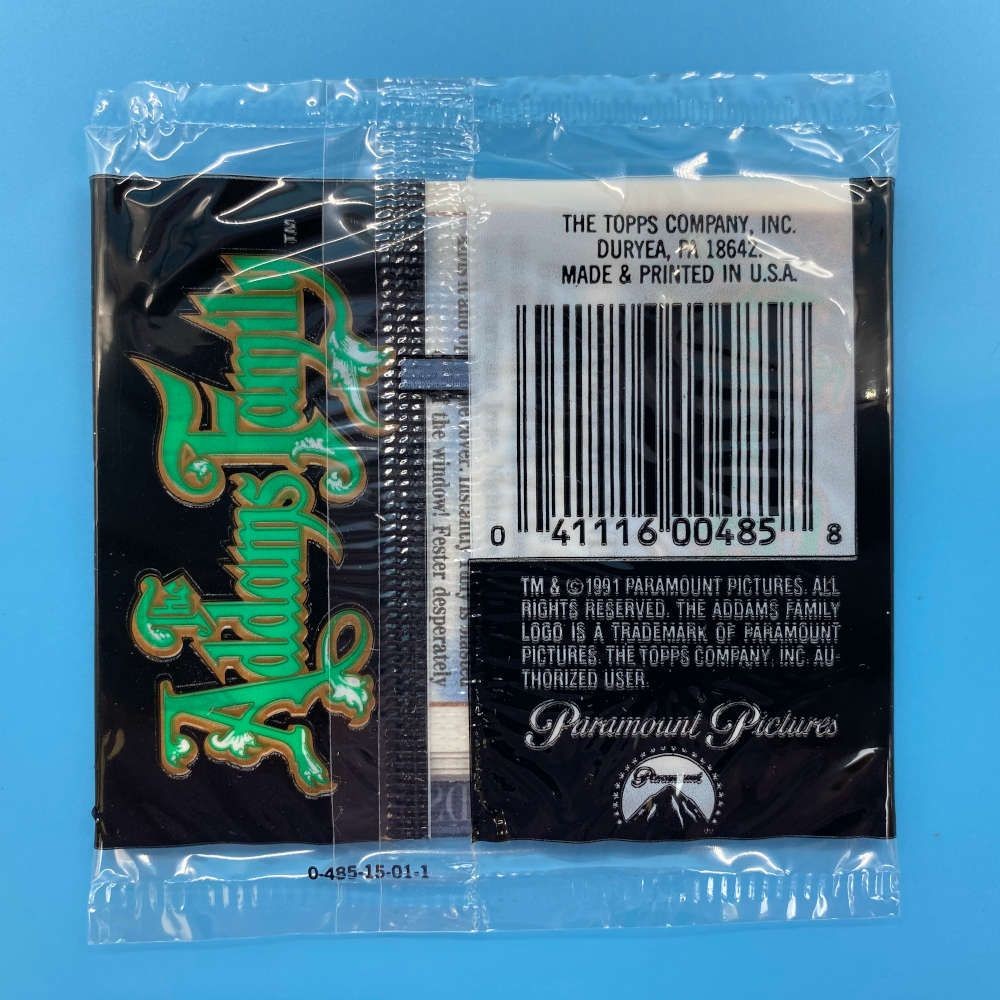 The
Addams Family
TM
THE TOPPS COMPANY, INC.
DURYEA, PA 18642.
MADE & PRINTED IN U.S.A.
0 41116 00485 8
TM & ©1991 PARAMOUNT PICTURES. ALL
RIGHTS RESERVED. THE ADDAMS FAMILY
LOGO IS A TRADEMARK OF PARAMOUNT
PICTURES. THE TOPPS COMPANY, INC. AU-
THORIZED USER.
Paramount Pictures
Paramount
the window! Fester desperately
0-485-15-01-1